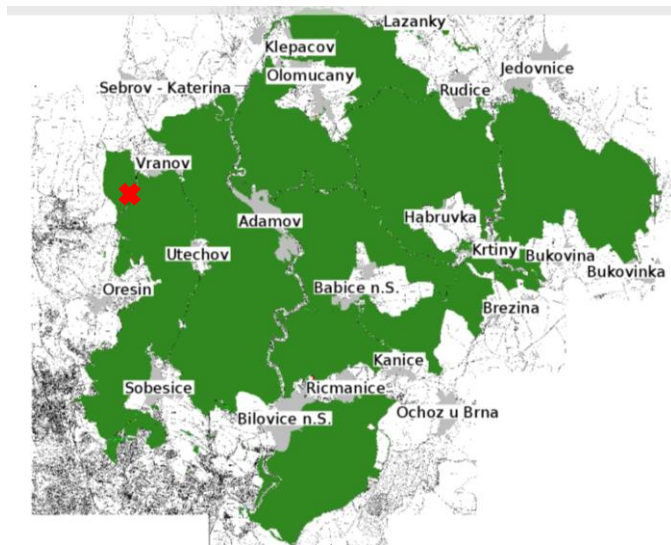 Lazanky
Klepacov
Olomucany
Jedovnice
Sebrov - Katerina
Rudice
Vranov
Adamov
Habruvka
Utechov
Krtiny
Bukovina
Bukovinka
Oresin
Babice n.S.
Brezina
Kanice
Sobesice
Ricmanice
Bilovice n.S.
Ochoz u Brna